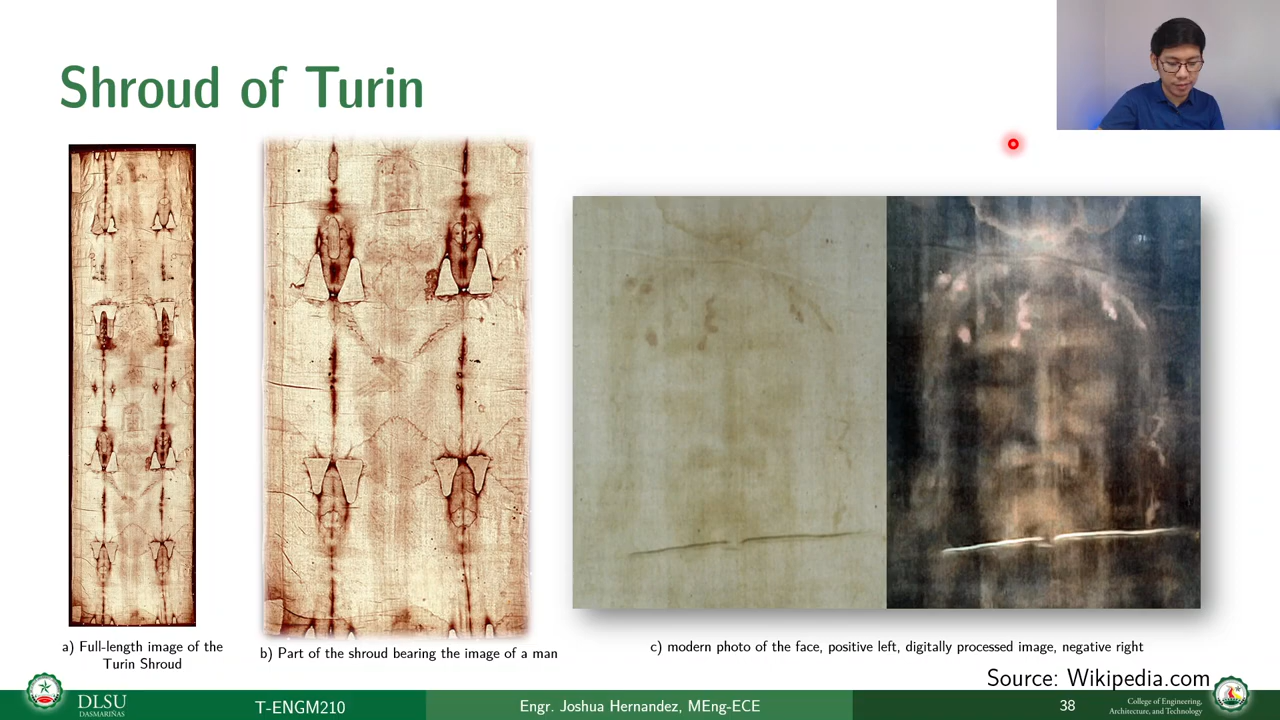 Shroud of Turin
a) Full-length image of the
Turin Shroud
b) Part of the shroud bearing the image of a man
c) modern photo of the face, positive left, digitally processed image, negative right
Source: Wikipedia.com
DLSU
DASMARIÑAS
T-ENGM210
Engr. Joshua Hernandez, MEng-ECE
38
College of Engineering,
Architecture, and Technology